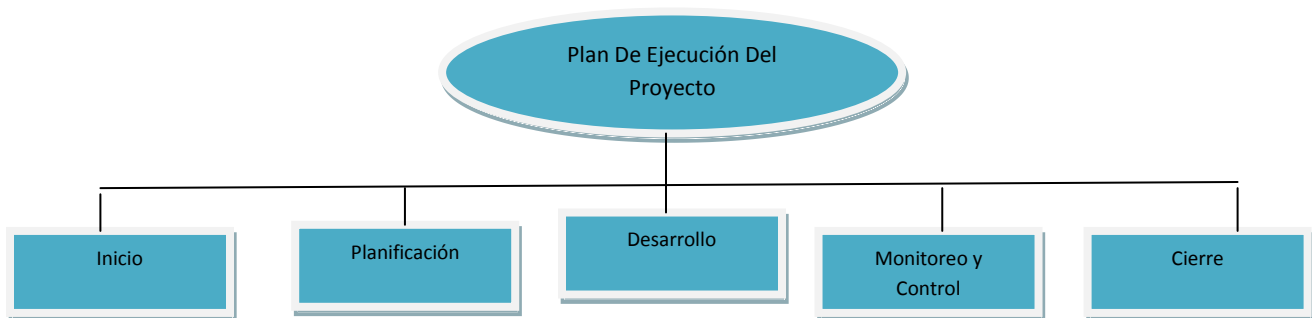 Plan De Ejecución Del
Proyecto
Inicio
Planificación
Desarrollo
Monitoreo y
Control
Cierre